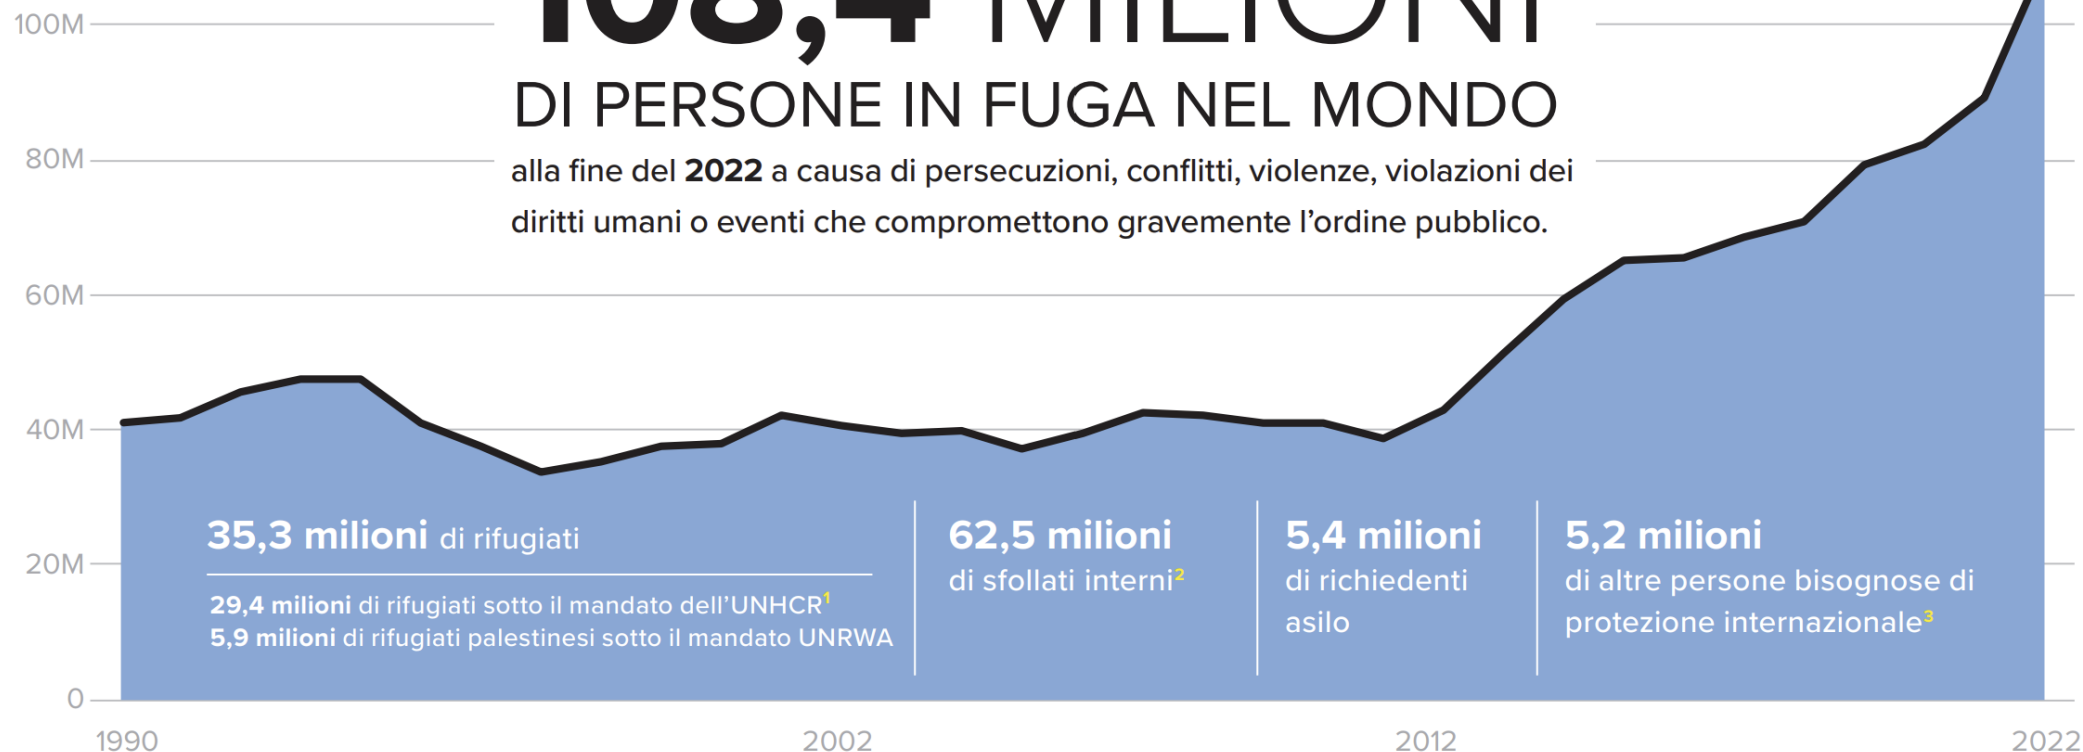 108,4 MILIONI
DI PERSONE IN FUGA NEL MONDO
alla fine del 2022 a causa di persecuzioni, conflitti, violenze, violazioni dei
diritti umani o eventi che compromettono gravemente l’ordine pubblico.
100M
80M
60M
40M
20M
0
35,3 milioni di rifugiati
29,4 milioni di rifugiati sotto il mandato dell’UNHCR¹
5,9 milioni di rifugiati palestinesi sotto il mandato UNRWA
62,5 milioni
di sfollati interni²
5,4 milioni
di richiedenti
asilo
5,2 milioni
di altre persone bisognose di
protezione internazionale³
1990
2002
2012
2022